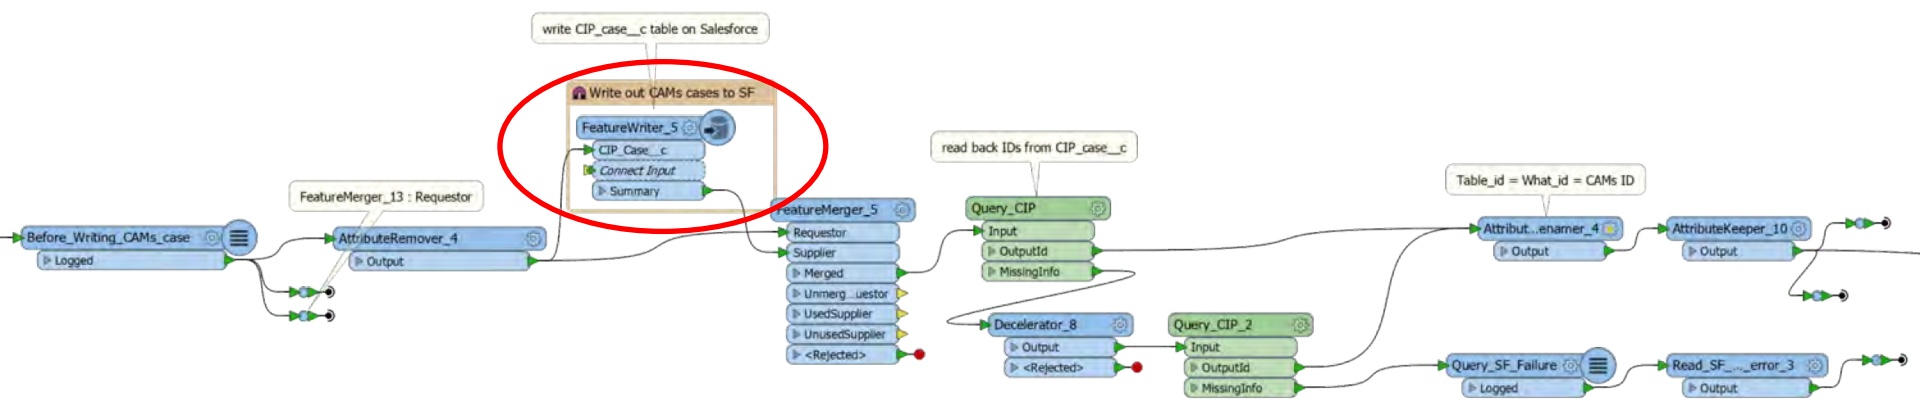 write CIP_case__c table on Salesforce
Write out CAMs cases to SF
FeatureWriter_5
CIP_Case__c
Connect Input
Summary
FeatureMerger_13 : Requestor
Before_Writing_CAMs_case
Logged
AttributeRemover_4
Output
FeatureMerger_5
Requestor
Supplier
Merged
Unmerg...uestor
UsedSupplier
UnusedSupplier
<Rejected>
read back IDs from CIP_case__c
Query_CIP
Input
OutputId
MissingInfo
Decelerator_8
Output
<Rejected>
Query_CIP_2
Input
OutputId
MissingInfo
Table_id = What_id = CAMs ID
Attribut...enamer_4
Output
AttributeKeeper_10
Output
Query_SF_Failure
Logged
Read_SF_..._error_3
Output